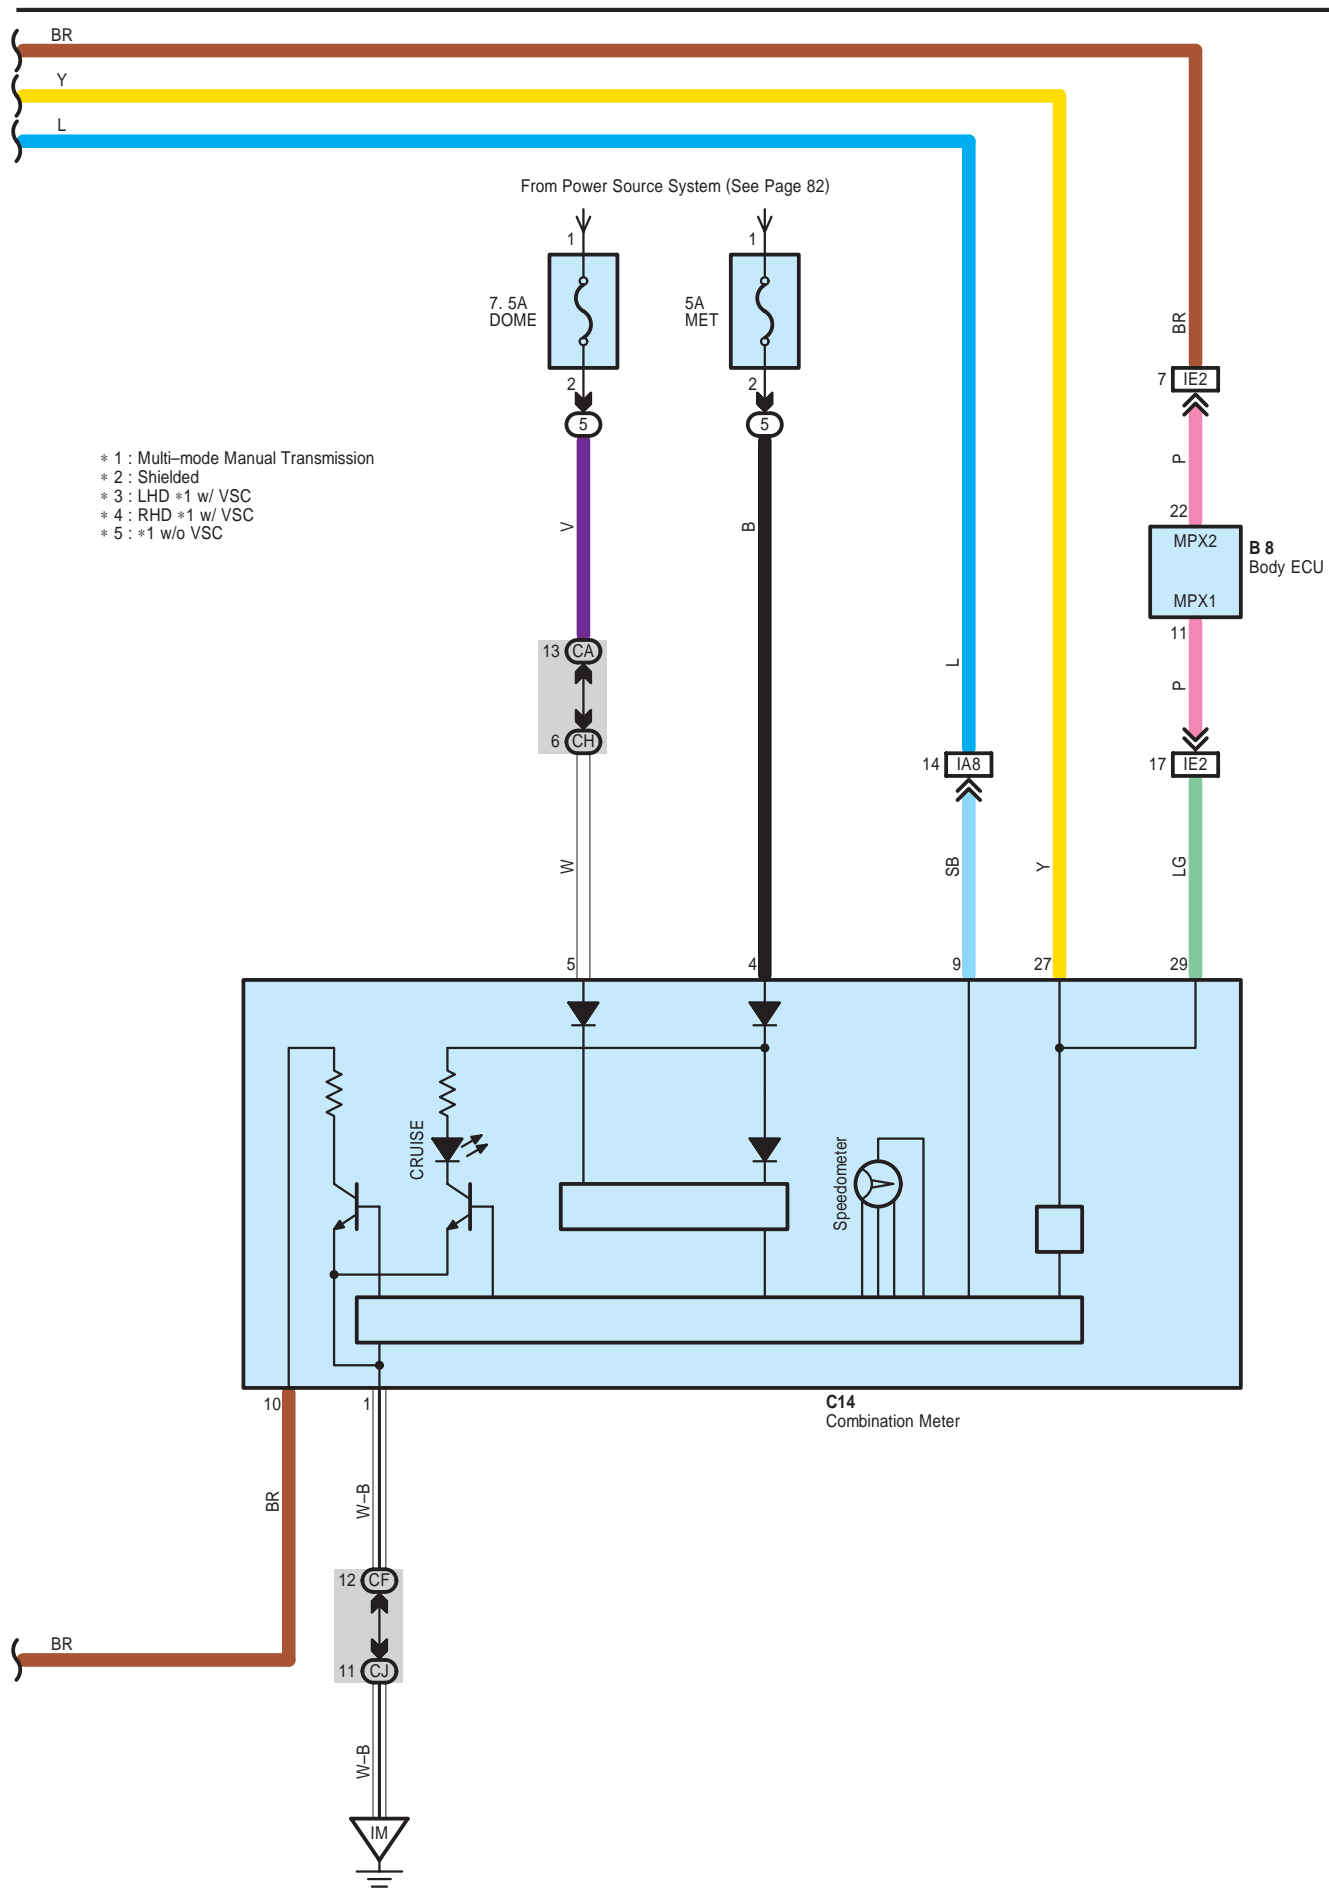 BR
Y
L
From Power Source System (See Page 82)
1
1
7. 5A
DOME
5A
MET
BR
2
2
7 IE2
5
5
* 1 : Multi–mode Manual Transmission
* 2 : Shielded
* 3 : LHD *1 w/ VSC
* 4 : RHD *1 w/ VSC
* 5 : *1 w/o VSC
P
22
V
B
MPX2
B 8
Body ECU
MPX1
11
13 CA
L
P
6 CH
14 IA8
17 IE2
W
SB
Y
LG
5
4
9
27
29
CRUISE
Speedometer
10
1
C14
Combination Meter
BR
W–B
12 CF
BR
11 CJ
W–B
IM